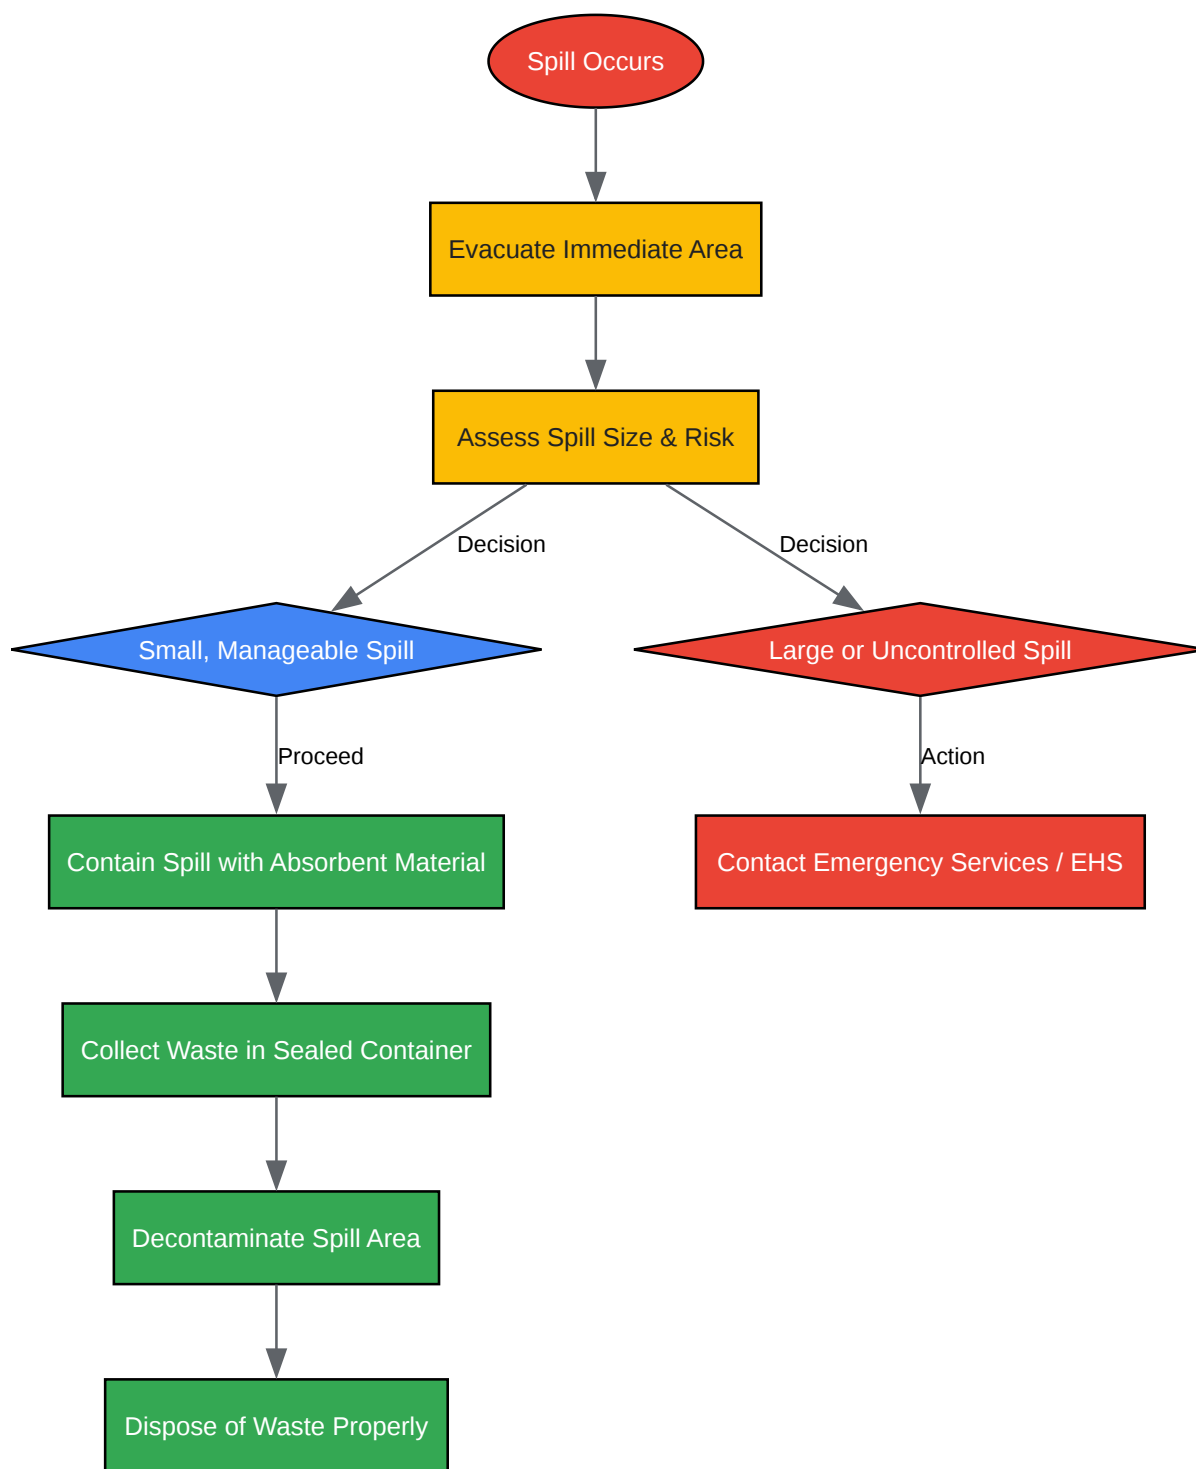 Spill Occurs
Evacuate Immediate Area
Assess Spill Size & Risk
Decision
Decision
Small, Manageable Spill
Large or Uncontrolled Spill
Proceed
Action
Contain Spill with Absorbent Material
Contact Emergency Services / EHS
Collect Waste in Sealed Container
Decontaminate Spill Area
Dispose of Waste Properly